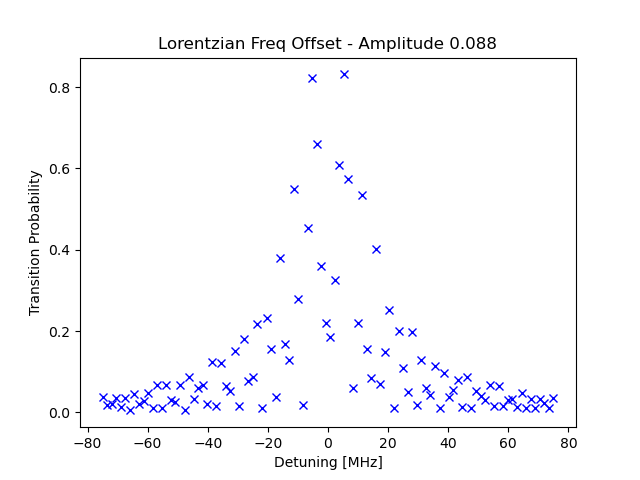 Lorentzian Freq Offset - Amplitude 0.088
Transition Probability
0.8
0.6
0.4
0.2
0.0
−80 −60 −40 −20 0 20 40 60 80
Detuning [MHz]